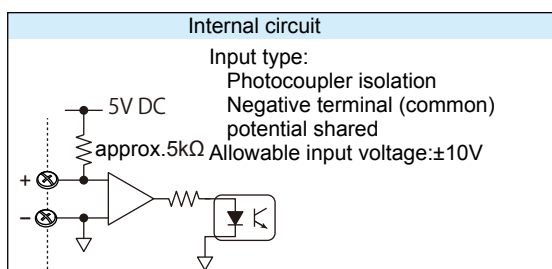 Internal circuit
Input type:
Photocoupler isolation
Negative terminal (common)
potential shared
Allowable input voltage:±10V
5V DC
approx.5kΩ
+
−